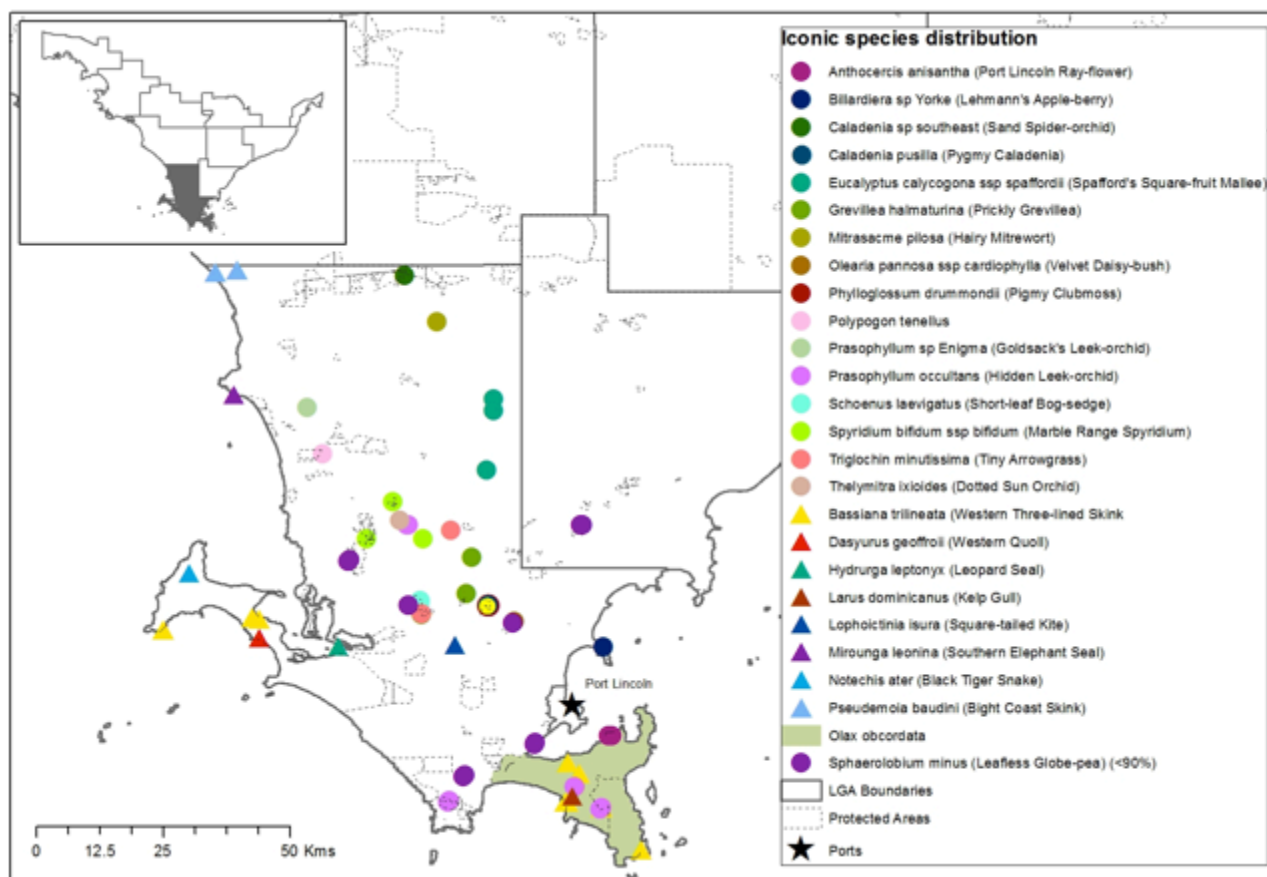 Iconic species distribution
Anthocercis anisantha (Port Lincoln Ray-flower)
Billardiera sp Yorke (Lehmann's Apple-berry)
Caladenia sp southeast (Sand Spider-orchid)
Caladenia pusilla (Pygmy Caladenia)
Eucalyptus calycogona ssp spaffordii (Spafford's Square-fruit Mallee)
Grevillea halmaturina (Prickly Grevillea)
Mitrasacme pilosa (Hairy Mitrewort)
Olearia pannosa ssp cardiophylla (Velvet Daisy-bush)
Phylloglossum drummondii (Pigmy Clubmoss)
Polypogon tenellus
Prasophyllum sp Enigma (Goldsack's Leek-orchid)
Prasophyllum occultans (Hidden Leek-orchid)
Schoenus laevigatus (Short-leaf Bog-sedge)
Spyridium bifidum ssp bifidum (Marble Range Spyridium)
Triglochin minutissima (Tiny Arrowgrass)
Thelymitra ixioides (Dotted Sun Orchid)
Bassiana trilineata (Western Three-lined Skink
Dasyurus geoffroii (Western Quoll)
Hydrurga leptonyx (Leopard Seal)
Larus dominicanus (Kelp Gull)
Lophoictinia isura (Square-tailed Kite)
Mirounga leonina (Southern Elephant Seal)
Notechis ater (Black Tiger Snake)
Pseudemoia baudini (Bight Coast Skink)
Olax obcordata
Sphaerolobium minus (Leafless Globe-pea) (<90%)
LGA Boundaries
Protected Areas
Ports
Port Lincoln
0 12.5 25 50 Kms